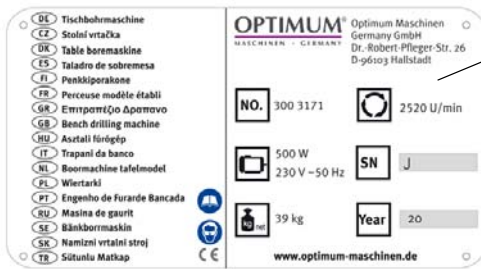 DE Tischbohrmaschine
CZ Stolní vrtačka
DK Table boremaskine
ES Taladro de sobremesa
FI Penkkiporakone
FR Perceuse modèle établi
GR Επιτραπέζιο Δραπανο
GB Bench drilling machine
HU Asztali fúrógép
IT Trapani da banco
NL Boormachine tafelmodel
PL Wiertarki
PT Engenho de Furarde Bancada
RU Masina de gaurit
SE Bänkborrmaskin
SK Namizni vrtalni stroj
TR Sütunlu Matkap
CE
OPTIMUM®
MASCHINEN - GERMANY
Optimum Maschinen
Germany GmbH
Dr.-Robert-Pfleger-Str. 26
D-96103 Hallstadt
NO. 300 3171
2520 U/min
500 W
230 V ~50 Hz
SN J
kg net 39 kg
Year 20
www.optimum-maschinen.de